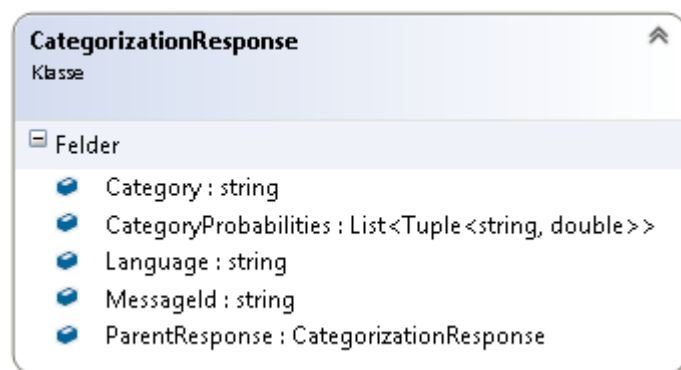 CategorizationResponse
Klasse
Felder
Category : string
CategoryProbabilities : List<Tuple<string, double>>
Language : string
MessageId : string
ParentResponse : CategorizationResponse